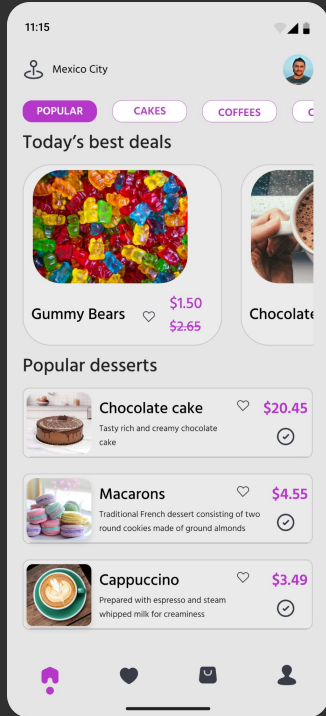 11:15
Mexico City
POPULAR
CAKES
COFFEES
C
Today's best deals
Gummy Bears
$1.50
$2.65
Chocolate
Popular desserts
Chocolate cake
$20.45
Tasty rich and creamy chocolate
cake
Macarons
$4.55
Traditional French dessert consisting of two
round cookies made of ground almonds
Cappuccino
$3.49
Prepared with espresso and steam
whipped milk for creaminess